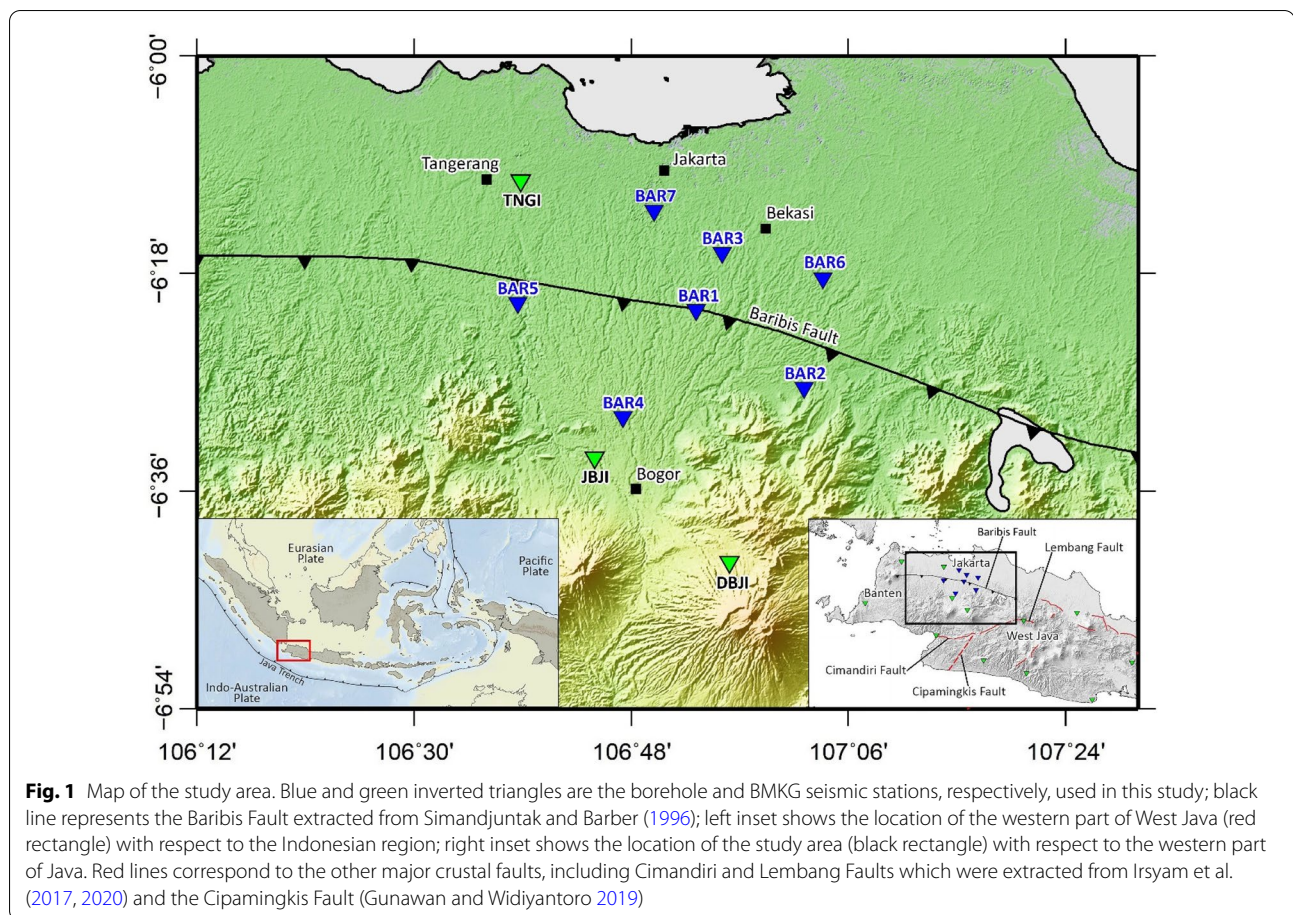 -6°00'
Tangerang
Jakarta
TNGI
BAR7
Bekasi
BAR3
-6°18'
BAR6
BAR5
BAR1
Baribis Fault
BAR2
BAR4
JBJI
Bogor
-6°36'
DBJI
Eurasian
Plate
Pacific
Plate
Java Trench
Indo-Australian
Plate
Baribis Fault
Lembang Fault
Jakarta
Banten
West Java
Cimandiri Fault
Cipamingkis Fault
-6°54'
106°12' 106°30' 106°48' 107°06' 107°24'
Fig. 1 Map of the study area. Blue and green inverted triangles are the borehole and BMKG seismic stations, respectively, used in this study; black
line represents the Baribis Fault extracted from Simandjuntak and Barber (1996); left inset shows the location of the western part of West Java (red
rectangle) with respect to the Indonesian region; right inset shows the location of the study area (black rectangle) with respect to the western part
of Java. Red lines correspond to the other major crustal faults, including Cimandiri and Lembang Faults which were extracted from Irsyam et al.
(2017, 2020) and the Cipamingkis Fault (Gunawan and Widiyantoro 2019)